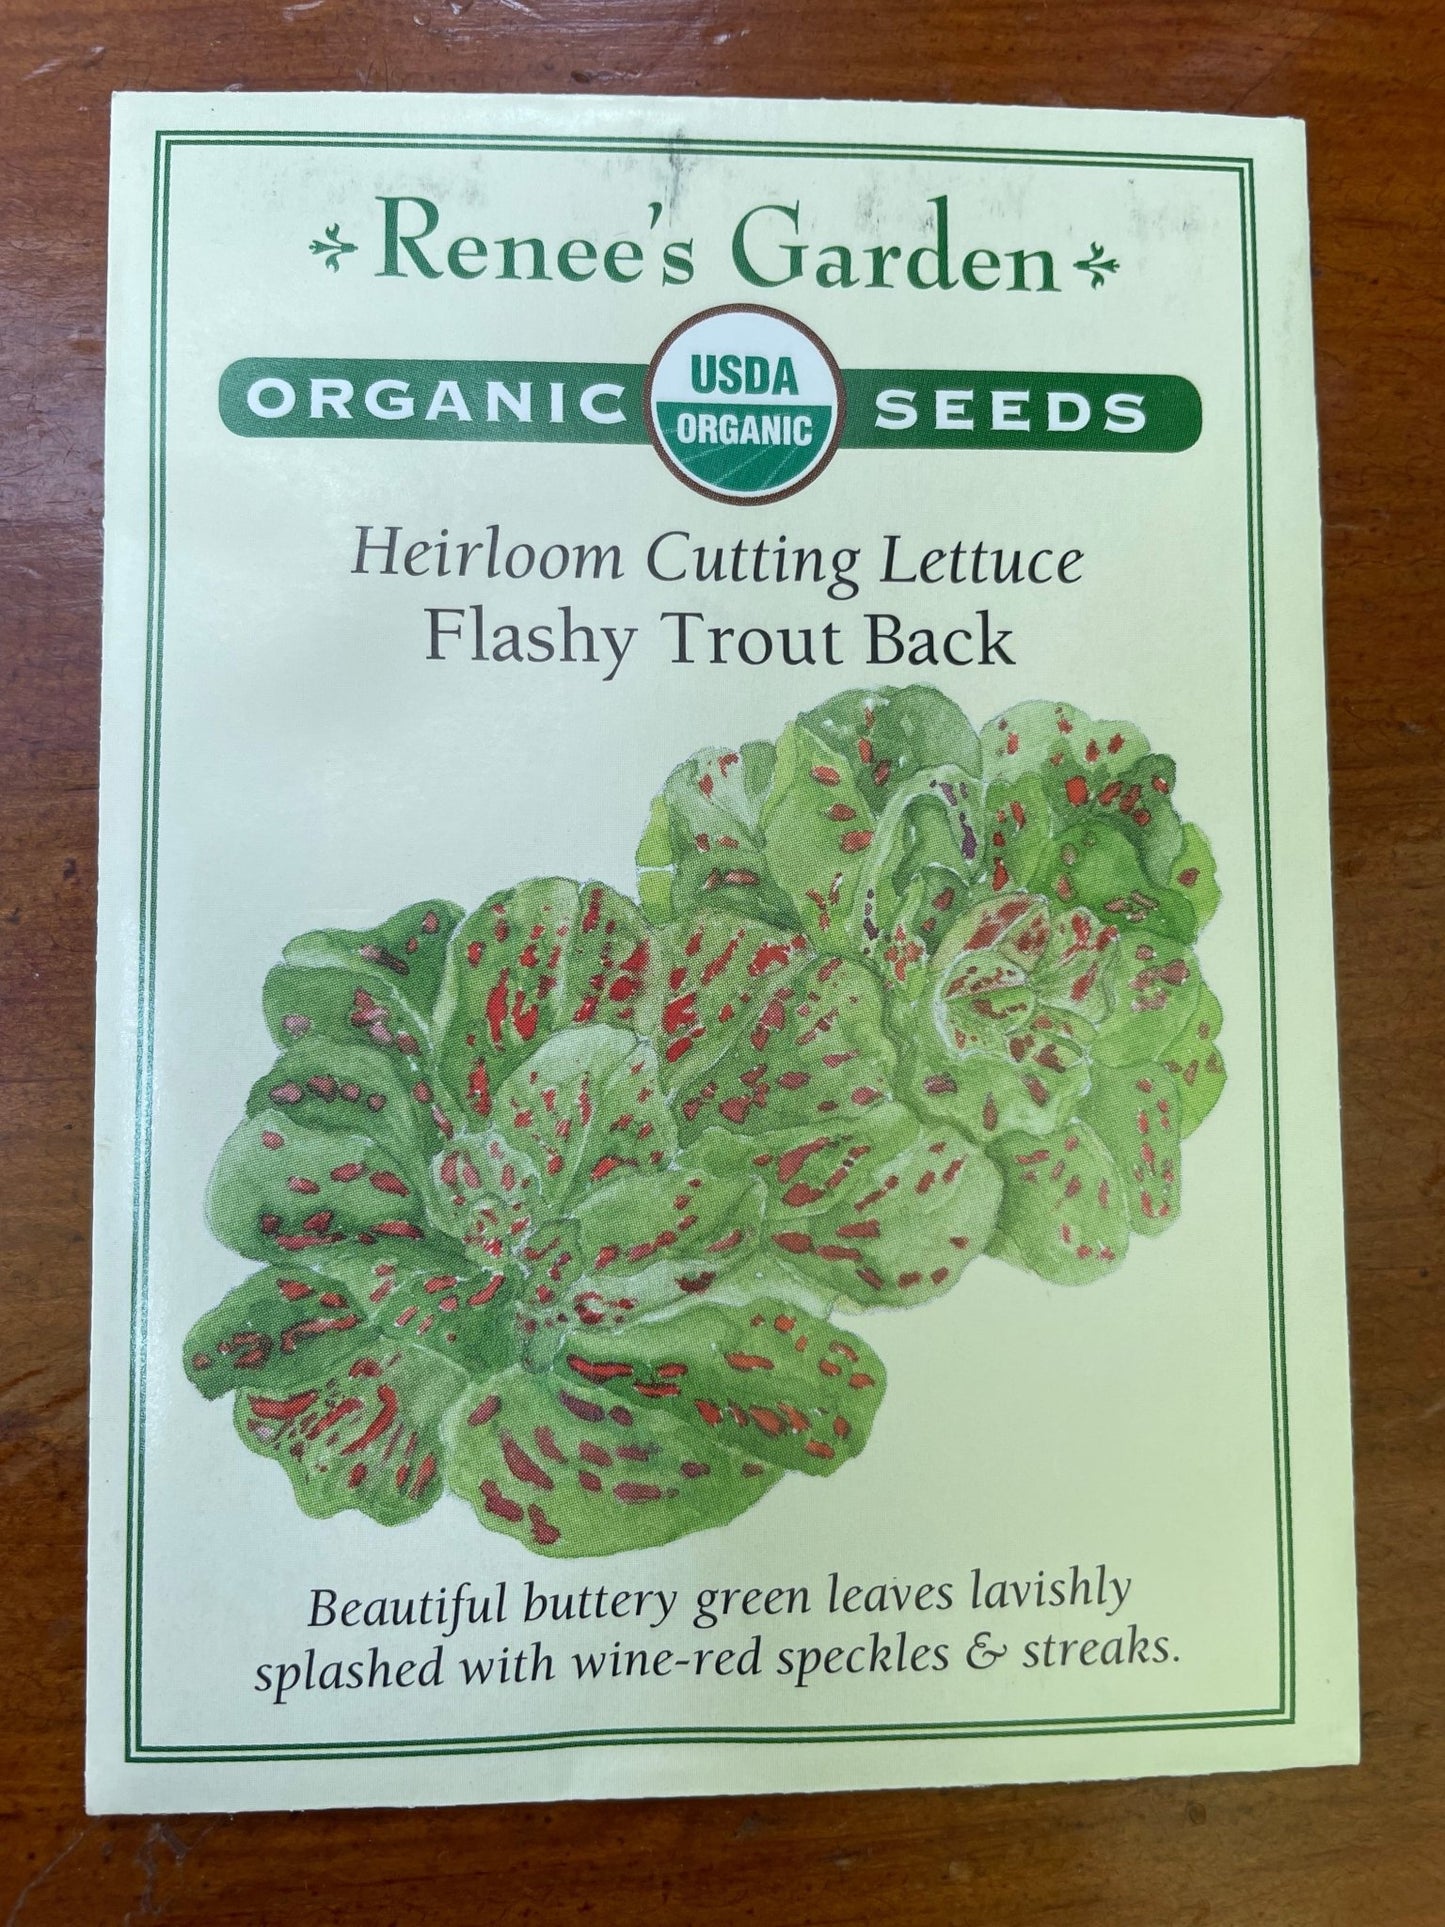 Renee's Garden
ORGANIC SEEDS
USDA
ORGANIC
Heirloom Cutting Lettuce
Flashy Trout Back
Beautiful buttery green leaves lavishly
splashed with wine-red speckles & streaks.